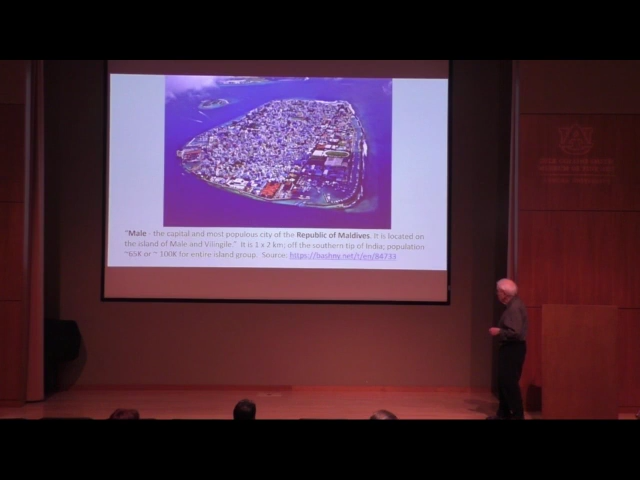 "Male - the capital and most populous city of the Republic of Maldives. It is located on
the island of Male and Vilingile." It is 1 x 2 km; off the southern tip of India; population
~65K or ~ 100K for entire island group. Source: https://bashny.net/t/en/84733